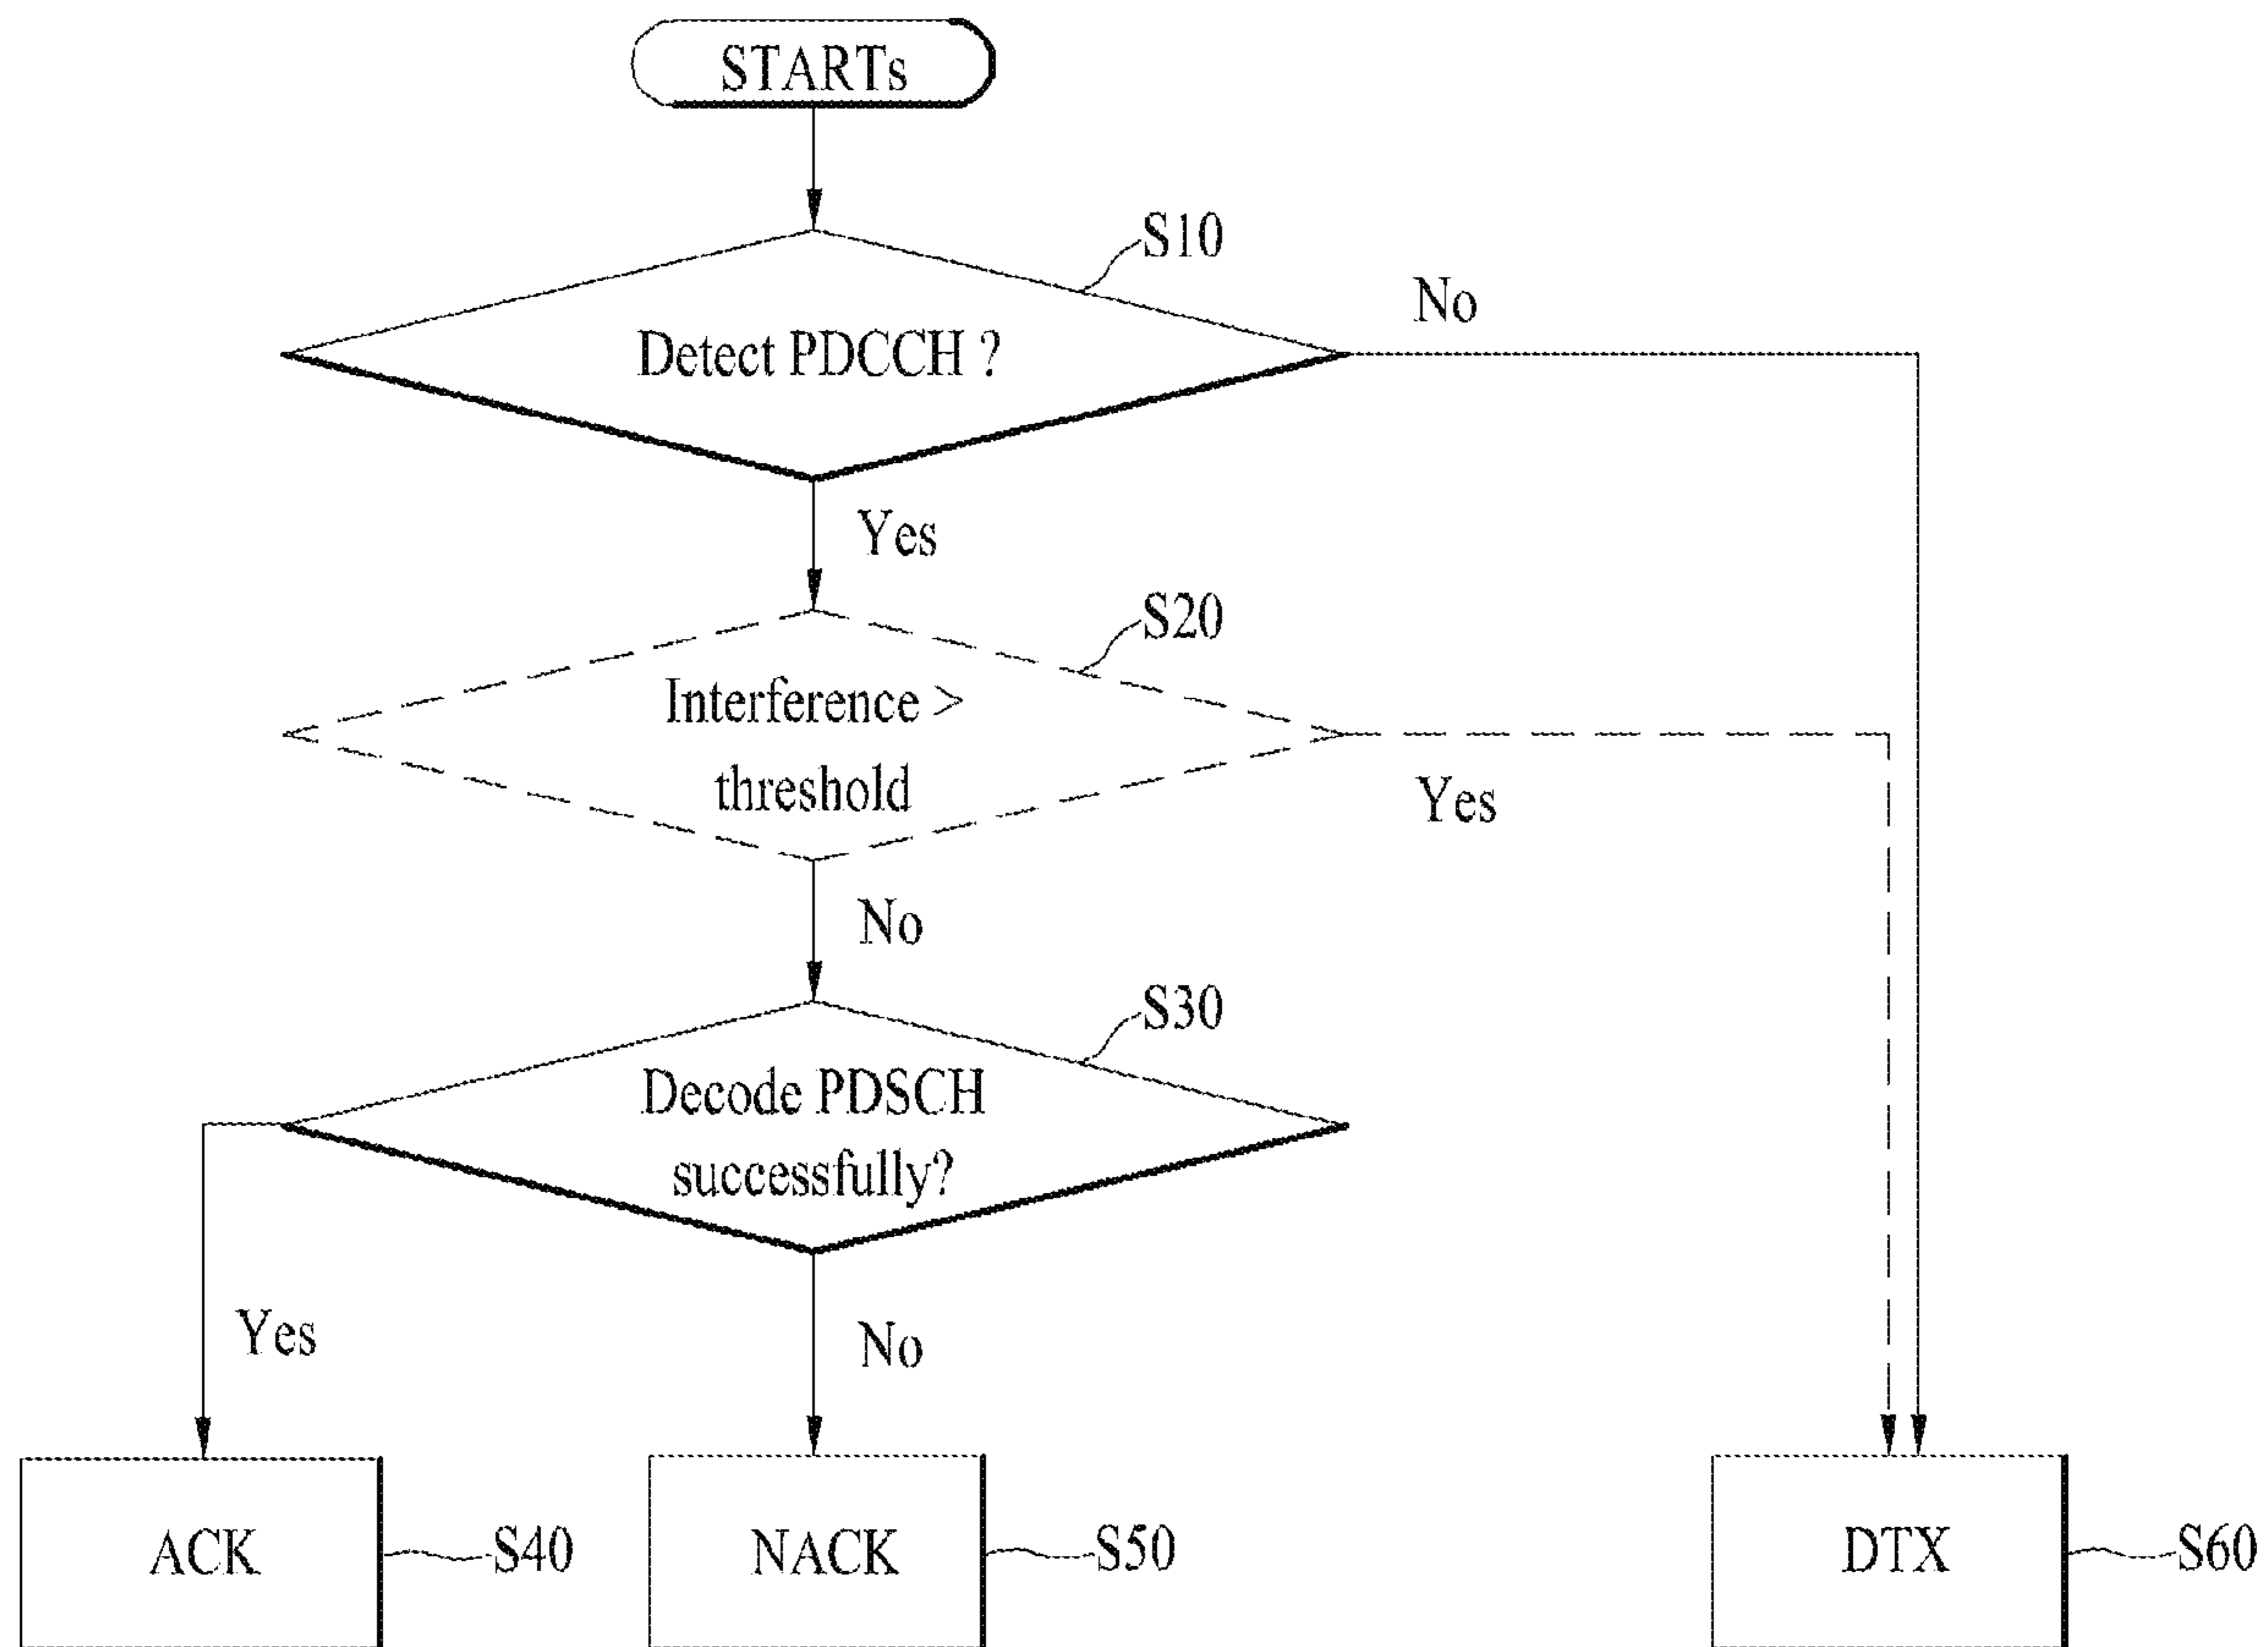 STARTs
S10
No
Detect PDCCH ?
Yes
S20
Interference >
threshold
Yes
No
S30
Decode PDSCH
successfully?
Yes
No
ACK
S40
NACK
S50
DTX
S60